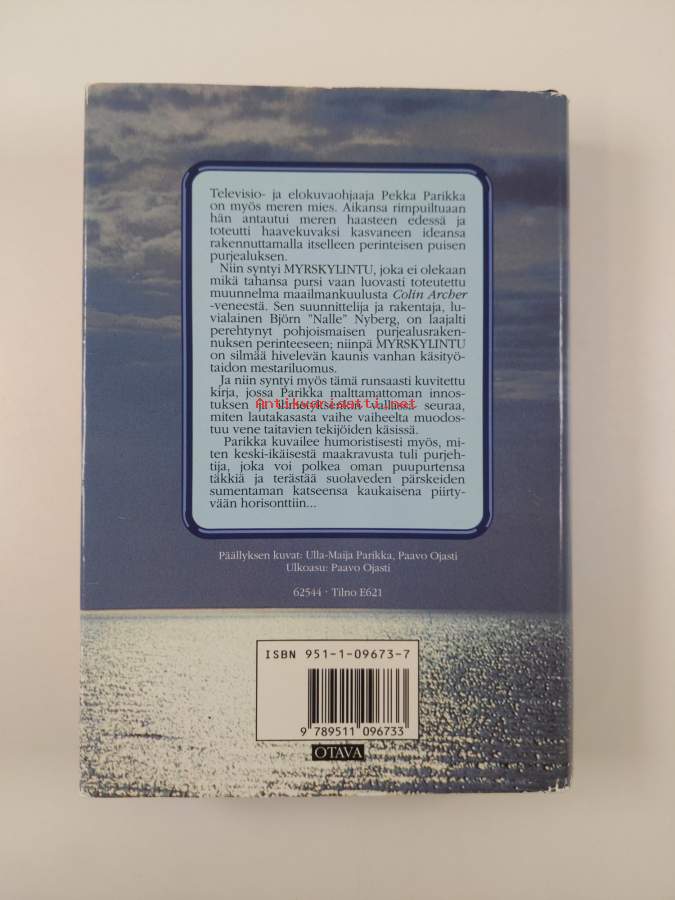 Televisio- ja elokuvaohjaaja Pekka Parikka
on myös meren mies. Aikansa rimpuiltuaan
hän antautui meren haasteen edessä ja
toteutti haavekuvaksi kasvaneen ideansa
rakennuttamalla itselleen perinteisen puisen
purjealuksen.
Niin syntyi MYRSKYLINTU, joka ei olekaan
mikä tahansa pursi vaan luovasti toteutettu
muunnelma maailmankuulusta Colin Archer
-veneestä. Sen suunnittelija ja rakentaja, lu-
vialainen Björn "Nalle" Nyberg, on laajalti
perehtynyt pohjoismaisen purjealusraken-
nuksen perinteeseen; niinpä MYRSKYLINTU
on silmää hivelevän kaunis vanhan käsityö-
taidon mestariluomus.
Ja niin syntyi myös tämä runsaasti kuvitettu
kirja, jossa Parikka malttamattoman innos-
Antikvariaatti.net
tuksen ja vallassa seuraa,
miten lautakasasta vaihe vaiheelta muodos-
tuu vene taitavien tekijöiden käsissä.
Parikka kuvailee humoristisesti myös, mi-
ten keski-ikäisestä maakravusta tuli purjeh-
tija, joka voi polkea oman puupurtensa
täkkiä ja terästää suolaveden pärskeiden
sumentaman katseensa kaukaisena piirty-
vään horisonttiin...
Päällyksen kuvat: Ulla-Maija Parikka, Paavo Ojasti
Ulkoasu: Paavo Ojasti
62544 · Tilno E621
ISBN 951-1-09673-7
9 789511 096733
OTAVA